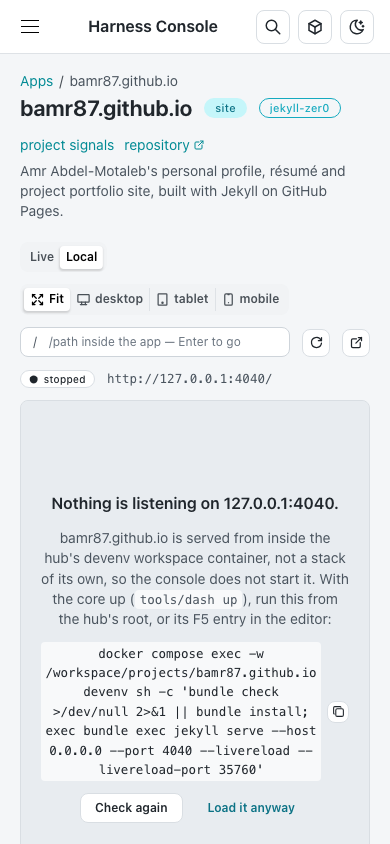 Harness Console
Apps / bamr87.github.io
bamr87.github.io site jekyll-zer0
project signals repository
Amr Abdel-Motaleb's personal profile, résumé and
project portfolio site, built with Jekyll on GitHub
Pages.
Live Local
Fit desktop tablet mobile
/ /path inside the app — Enter to go
stopped http://127.0.0.1:4040/
Nothing is listening on 127.0.0.1:4040.
bamr87.github.io is served from inside the
hub's devenv workspace container, not a stack
of its own, so the console does not start it. With
the core up ( tools/dash up ), run this from
the hub's root, or its F5 entry in the editor:
docker compose exec -w
/workspace/projects/bamr87.github.io
devenv sh -c 'bundle check
>/dev/null 2>&1 || bundle install;
exec bundle exec jekyll serve --host
0.0.0.0 --port 4040 --livereload --
livereload-port 35760'
Check again Load it anyway